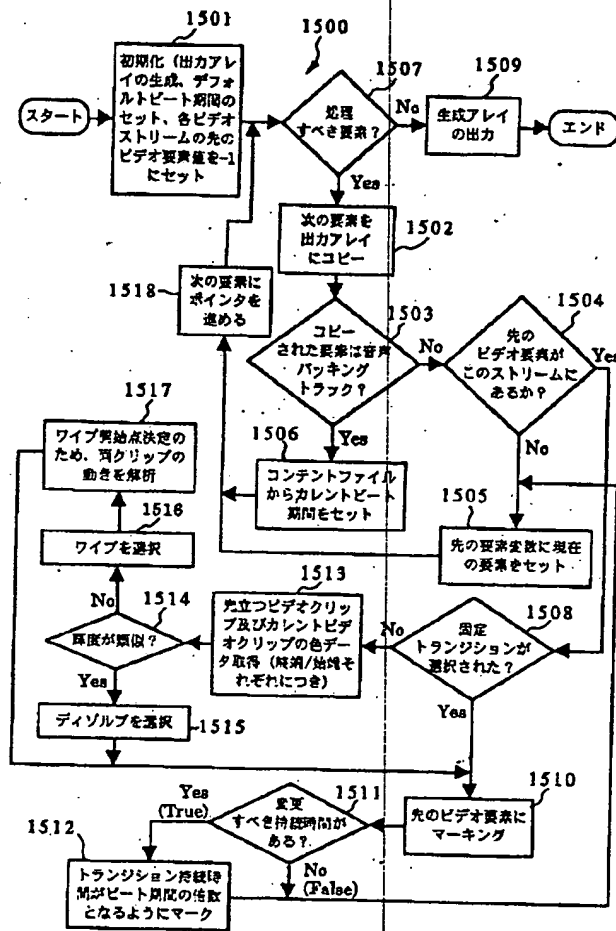 1501
1500
初期化（出力アレ
イの生成、デフォ
ルトビート期間の
セット、各ビデオ
ストリームの先の
ビデオ要素値を-1
にセット
スタート
1507
処理
すべき要素？
No
Yes
1509
生成アレイ
の出力
エンド
次の要素を
出力アレイ
にコピー
1502
1518
次の要素に
ポインタを
進める
1503
コピー
された要素は音声
バッキング
トラック？
No
Yes
1504
先の
ビデオ要素が
このストリームに
あるか？
Yes
No
1506
コンテントファイル
からカレントビート
期間をセット
1505
先の要素変数に現在
の要素をセット
1517
ワイプ開始点決定の
ため、両クリップの
動きを解析
1516
ワイプを選択
No
1514
輝度が類似？
Yes
ディゾルブを選択
1515
1513
先立つビデオクリッ
プ及びカレントビデ
オクリップの色デー
タ取得（終端/始端そ
れぞれにつき）
1508
No
固定
トランジションが
選択された？
Yes
1510
先のビデオ要素に
マーキング
1511
変更
すべき持続時間が
ある？
Yes
(True)
No
(False)
1512
トランジション持続時
間がビート期間の倍数
となるようにマーク